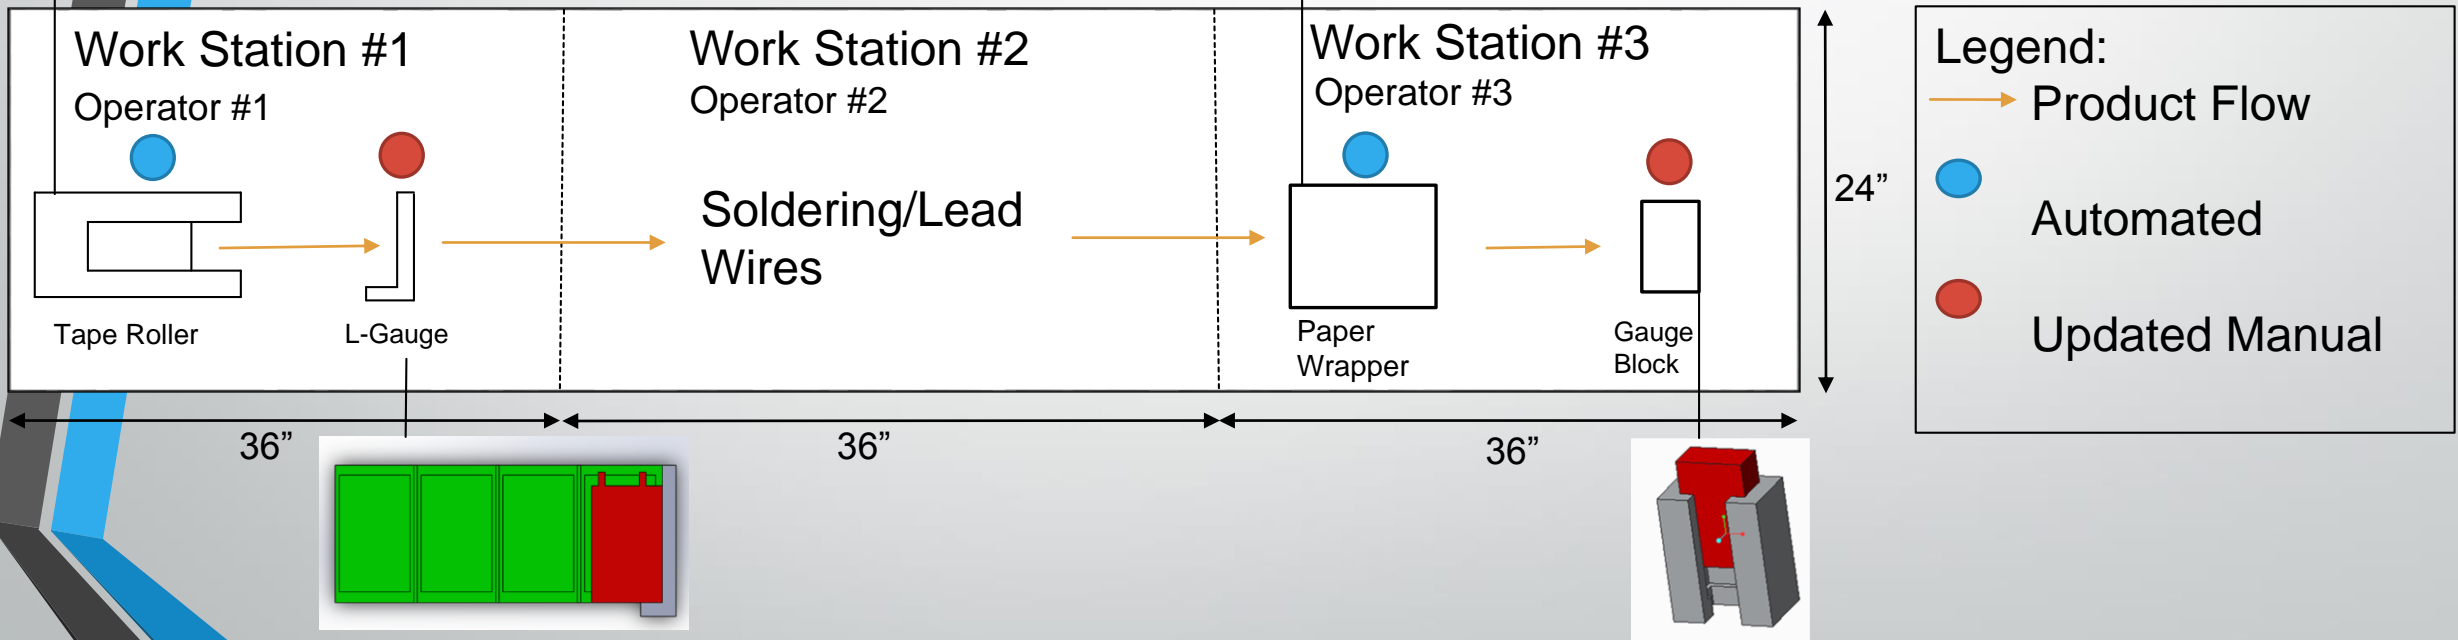 Work Station #1
Operator #1
Tape Roller
L-Gauge
Work Station #2
Operator #2
Soldering/Lead
Wires
Work Station #3
Operator #3
Paper
Wrapper
Gauge
Block
24”
36”
36”
36”
Legend:
Product Flow
Automated
Updated Manual